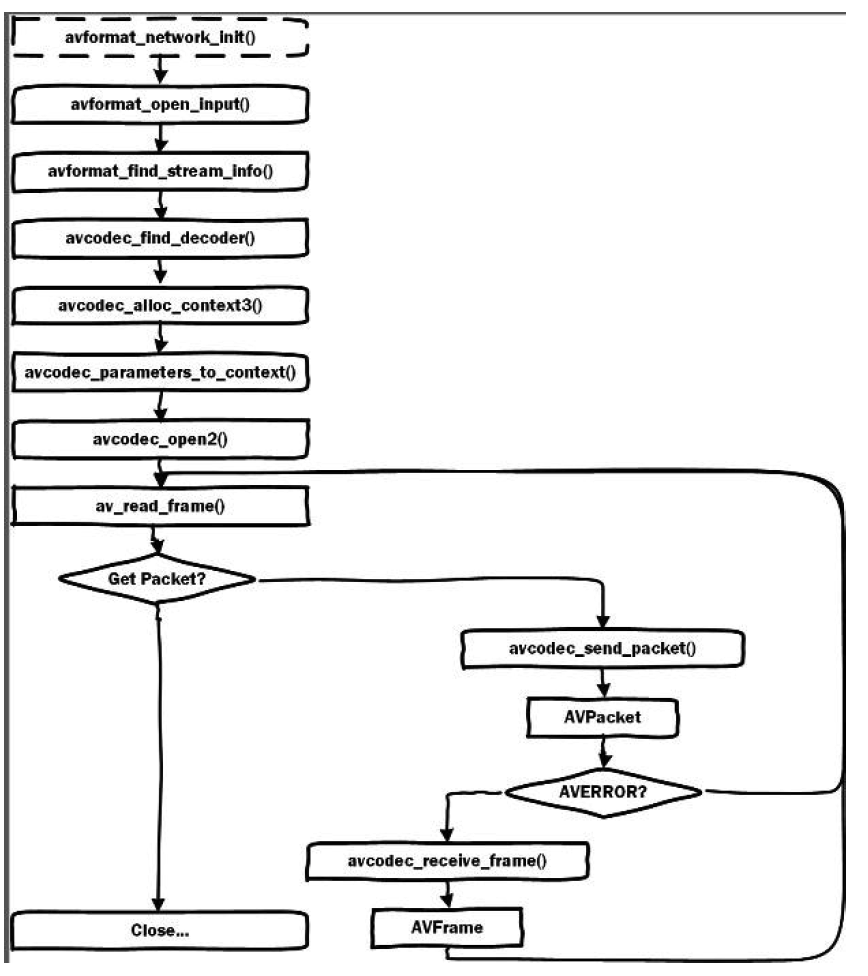 avformat_network_init()
avformat_open_input()
avformat_find_stream_info()
avcodec_find_decoder()
avcodec_alloc_context3()
avcodec_parameters_to_context()
avcodec_open2()
av_read_frame()
Get Packet?
avcodec_send_packet()
AVPacket
AVERROR?
avcodec_receive_frame()
AVFrame
Close...